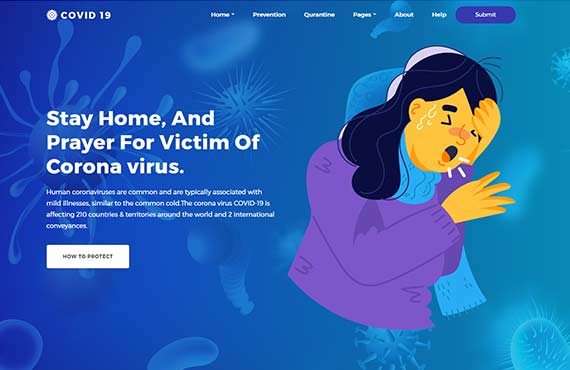 COVID 19
Home Prevention Qurantine Pages About Help Submit
Stay Home, And
Prayer For Victim Of
Corona virus.
Human coronaviruses are common and are typically associated with
mild illnesses, similar to the common cold.The corona virus COVID-19 is
affecting 210 countries & territories around the world and 2 international
conveyances.
HOW TO PROTECT